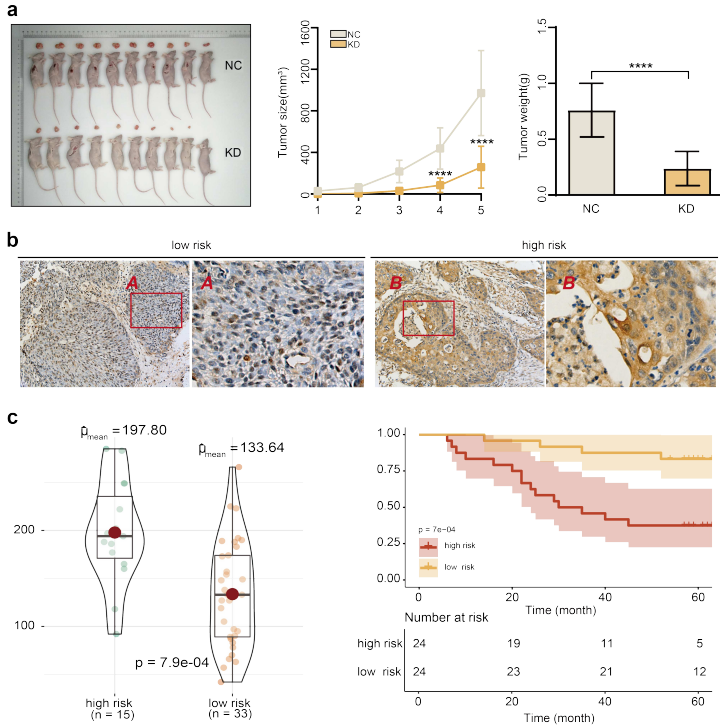 a
NC
KD
NC
KD
Tumor size(mm³)
1600
1200
800
400
0
****
****
1 2 3 4 5
Tumor weight(g)
1.5
1.0
0.5
0.0
****
NC KD
b
low risk
high risk
A
A
B
B
c
μ̂mean = 197.80
μ̂mean = 133.64
200
100
p = 7.9e-04
high risk
(n = 15)
low risk
(n = 33)
1.00
0.75
0.50
0.25
0.00
p = 7e-04
high risk
low risk
0 20 40 60
Time (month)
Number at risk
high risk 24 19 11 5
low risk 24 23 21 12
0 20 40 60
Time (month)